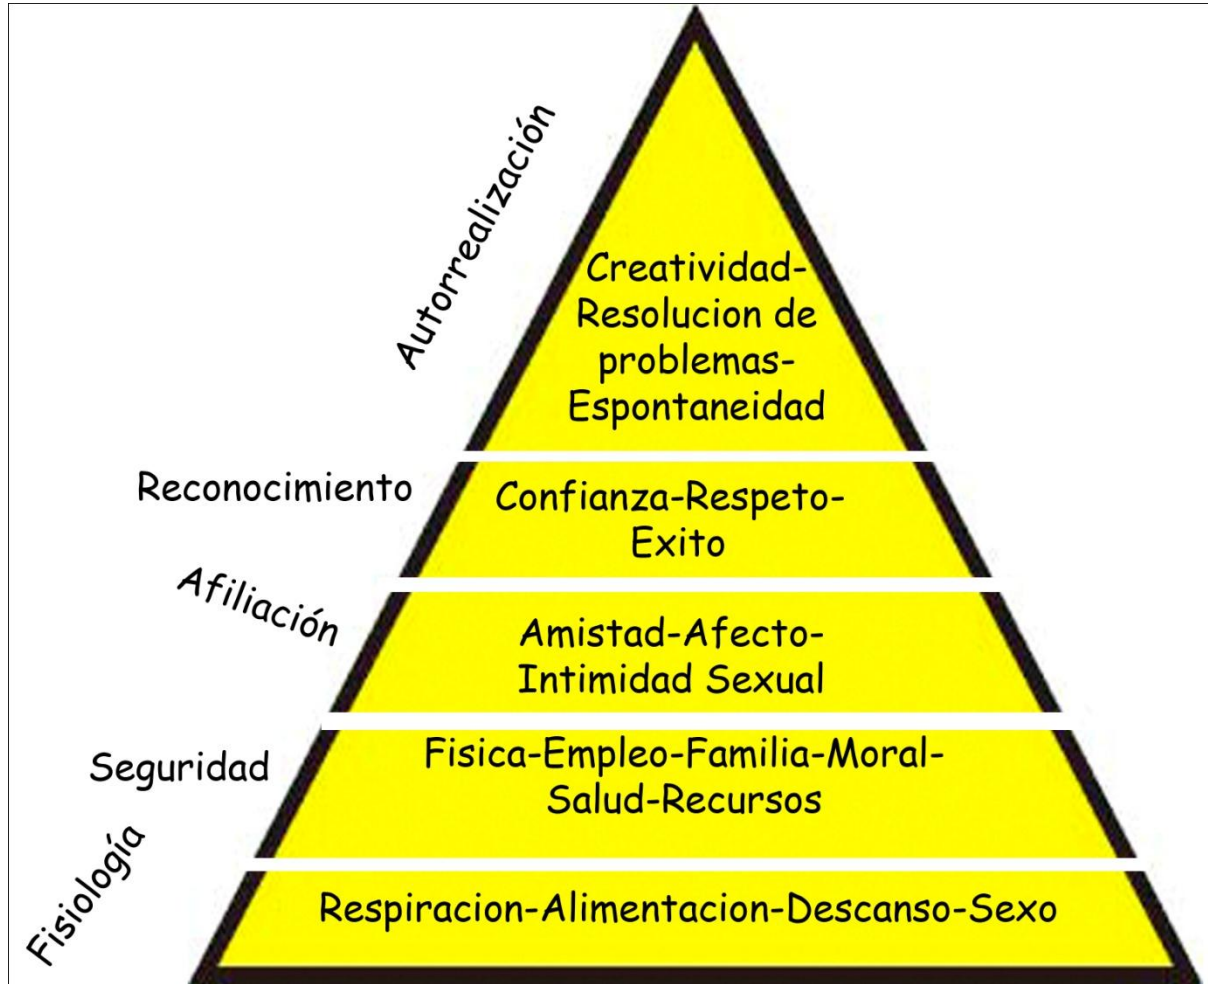 Autorrealización
Creatividad-
Resolucion de
problemas-
Espontaneidad
Reconocimiento
Confianza-Respeto-
Exito
Afiliación
Amistad-Afecto-
Intimidad Sexual
Seguridad
Fisica-Empleo-Familia-Moral-
Salud-Recursos
Fisiología
Respiracion-Alimentacion-Descanso-Sexo